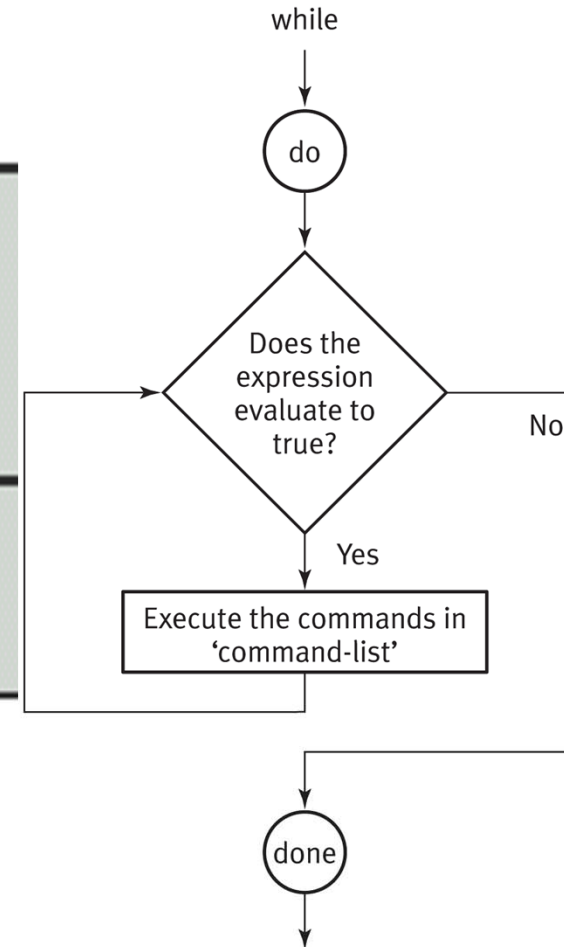 while
do
Does the
expression
evaluate to
true?
No
Yes
Execute the commands in
‘command-list’
done